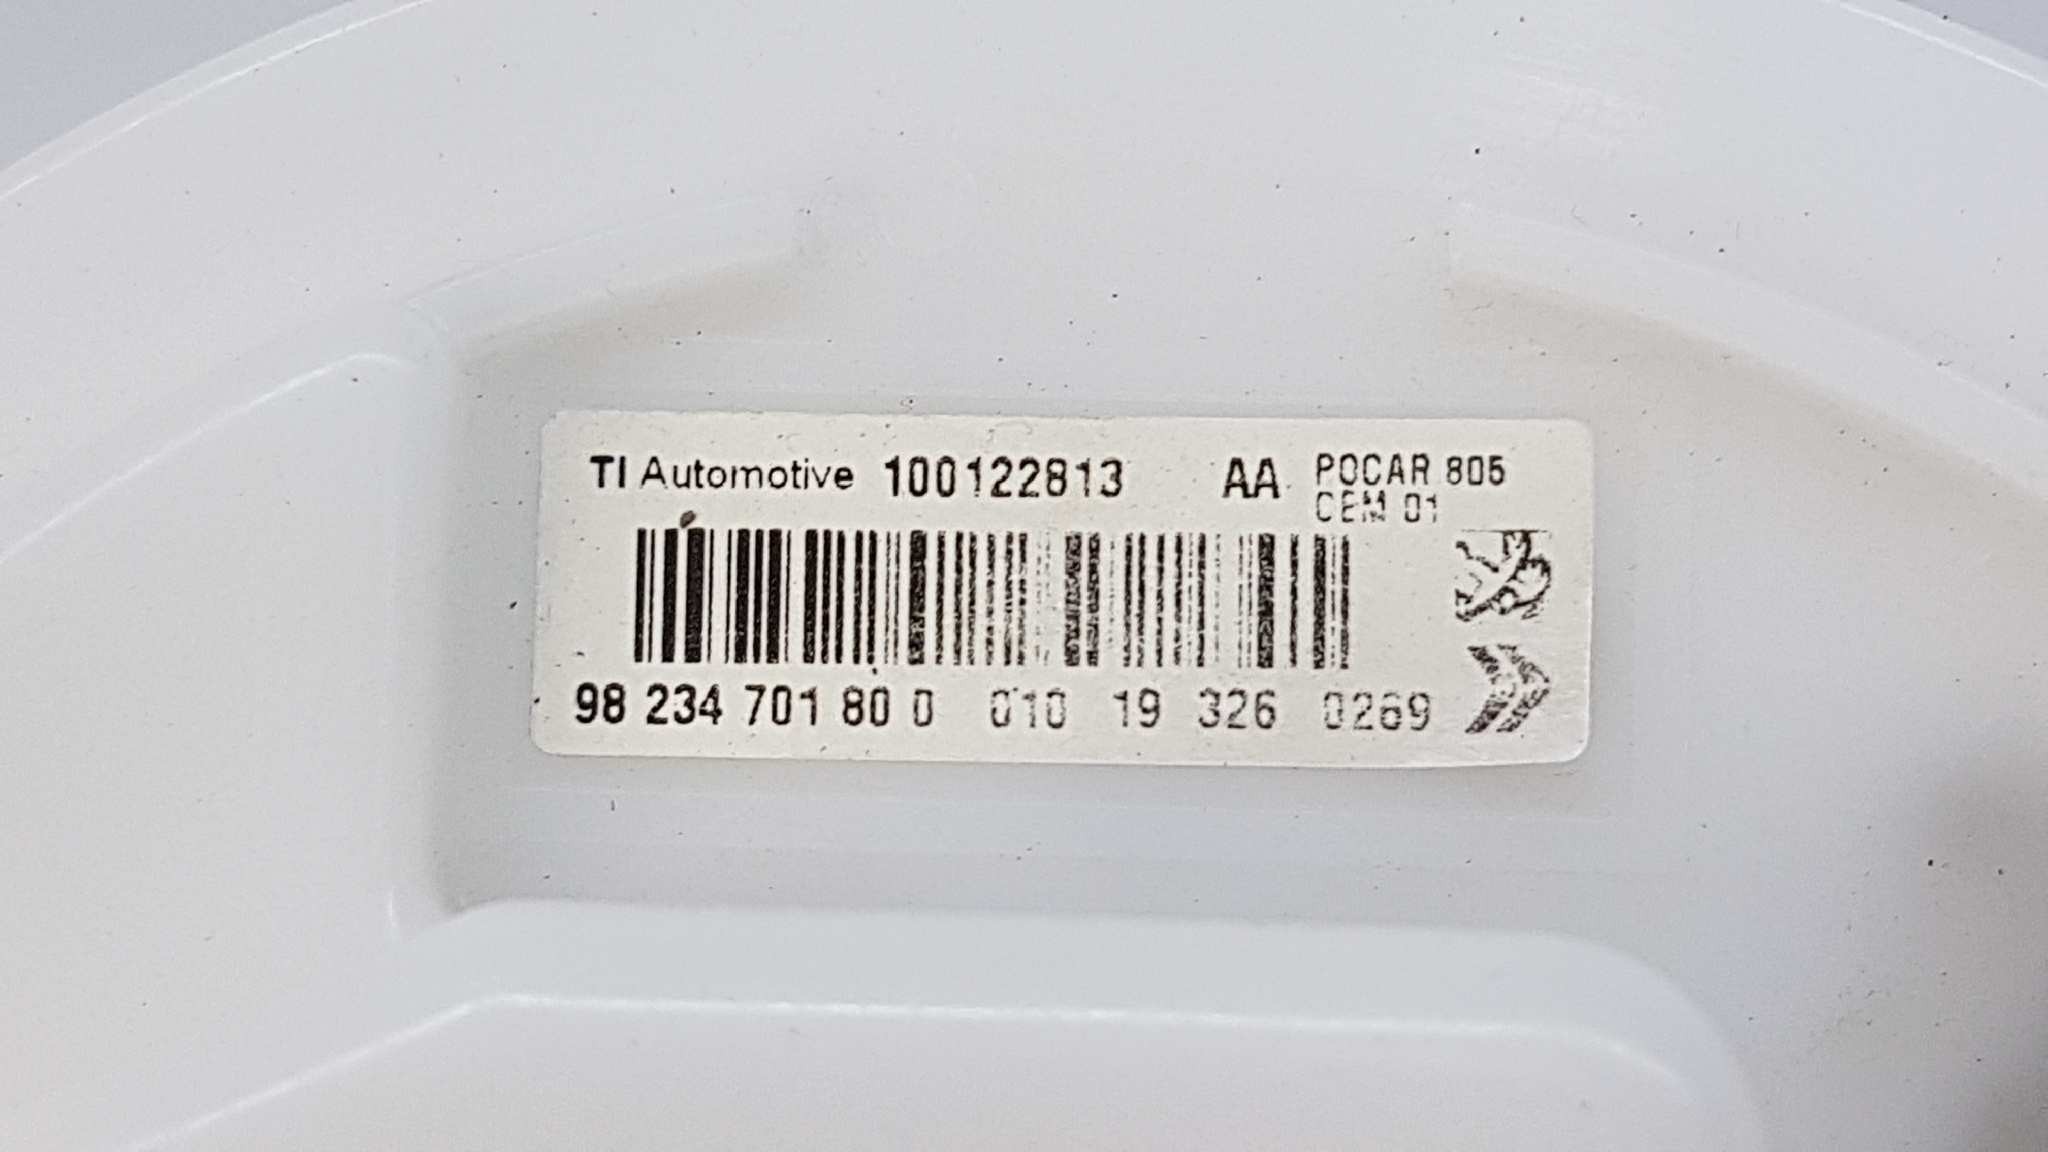 TI Automotive 100122813 AA POCAR 805
CEM 01
98 234 701 80 0 010 19 326 0269